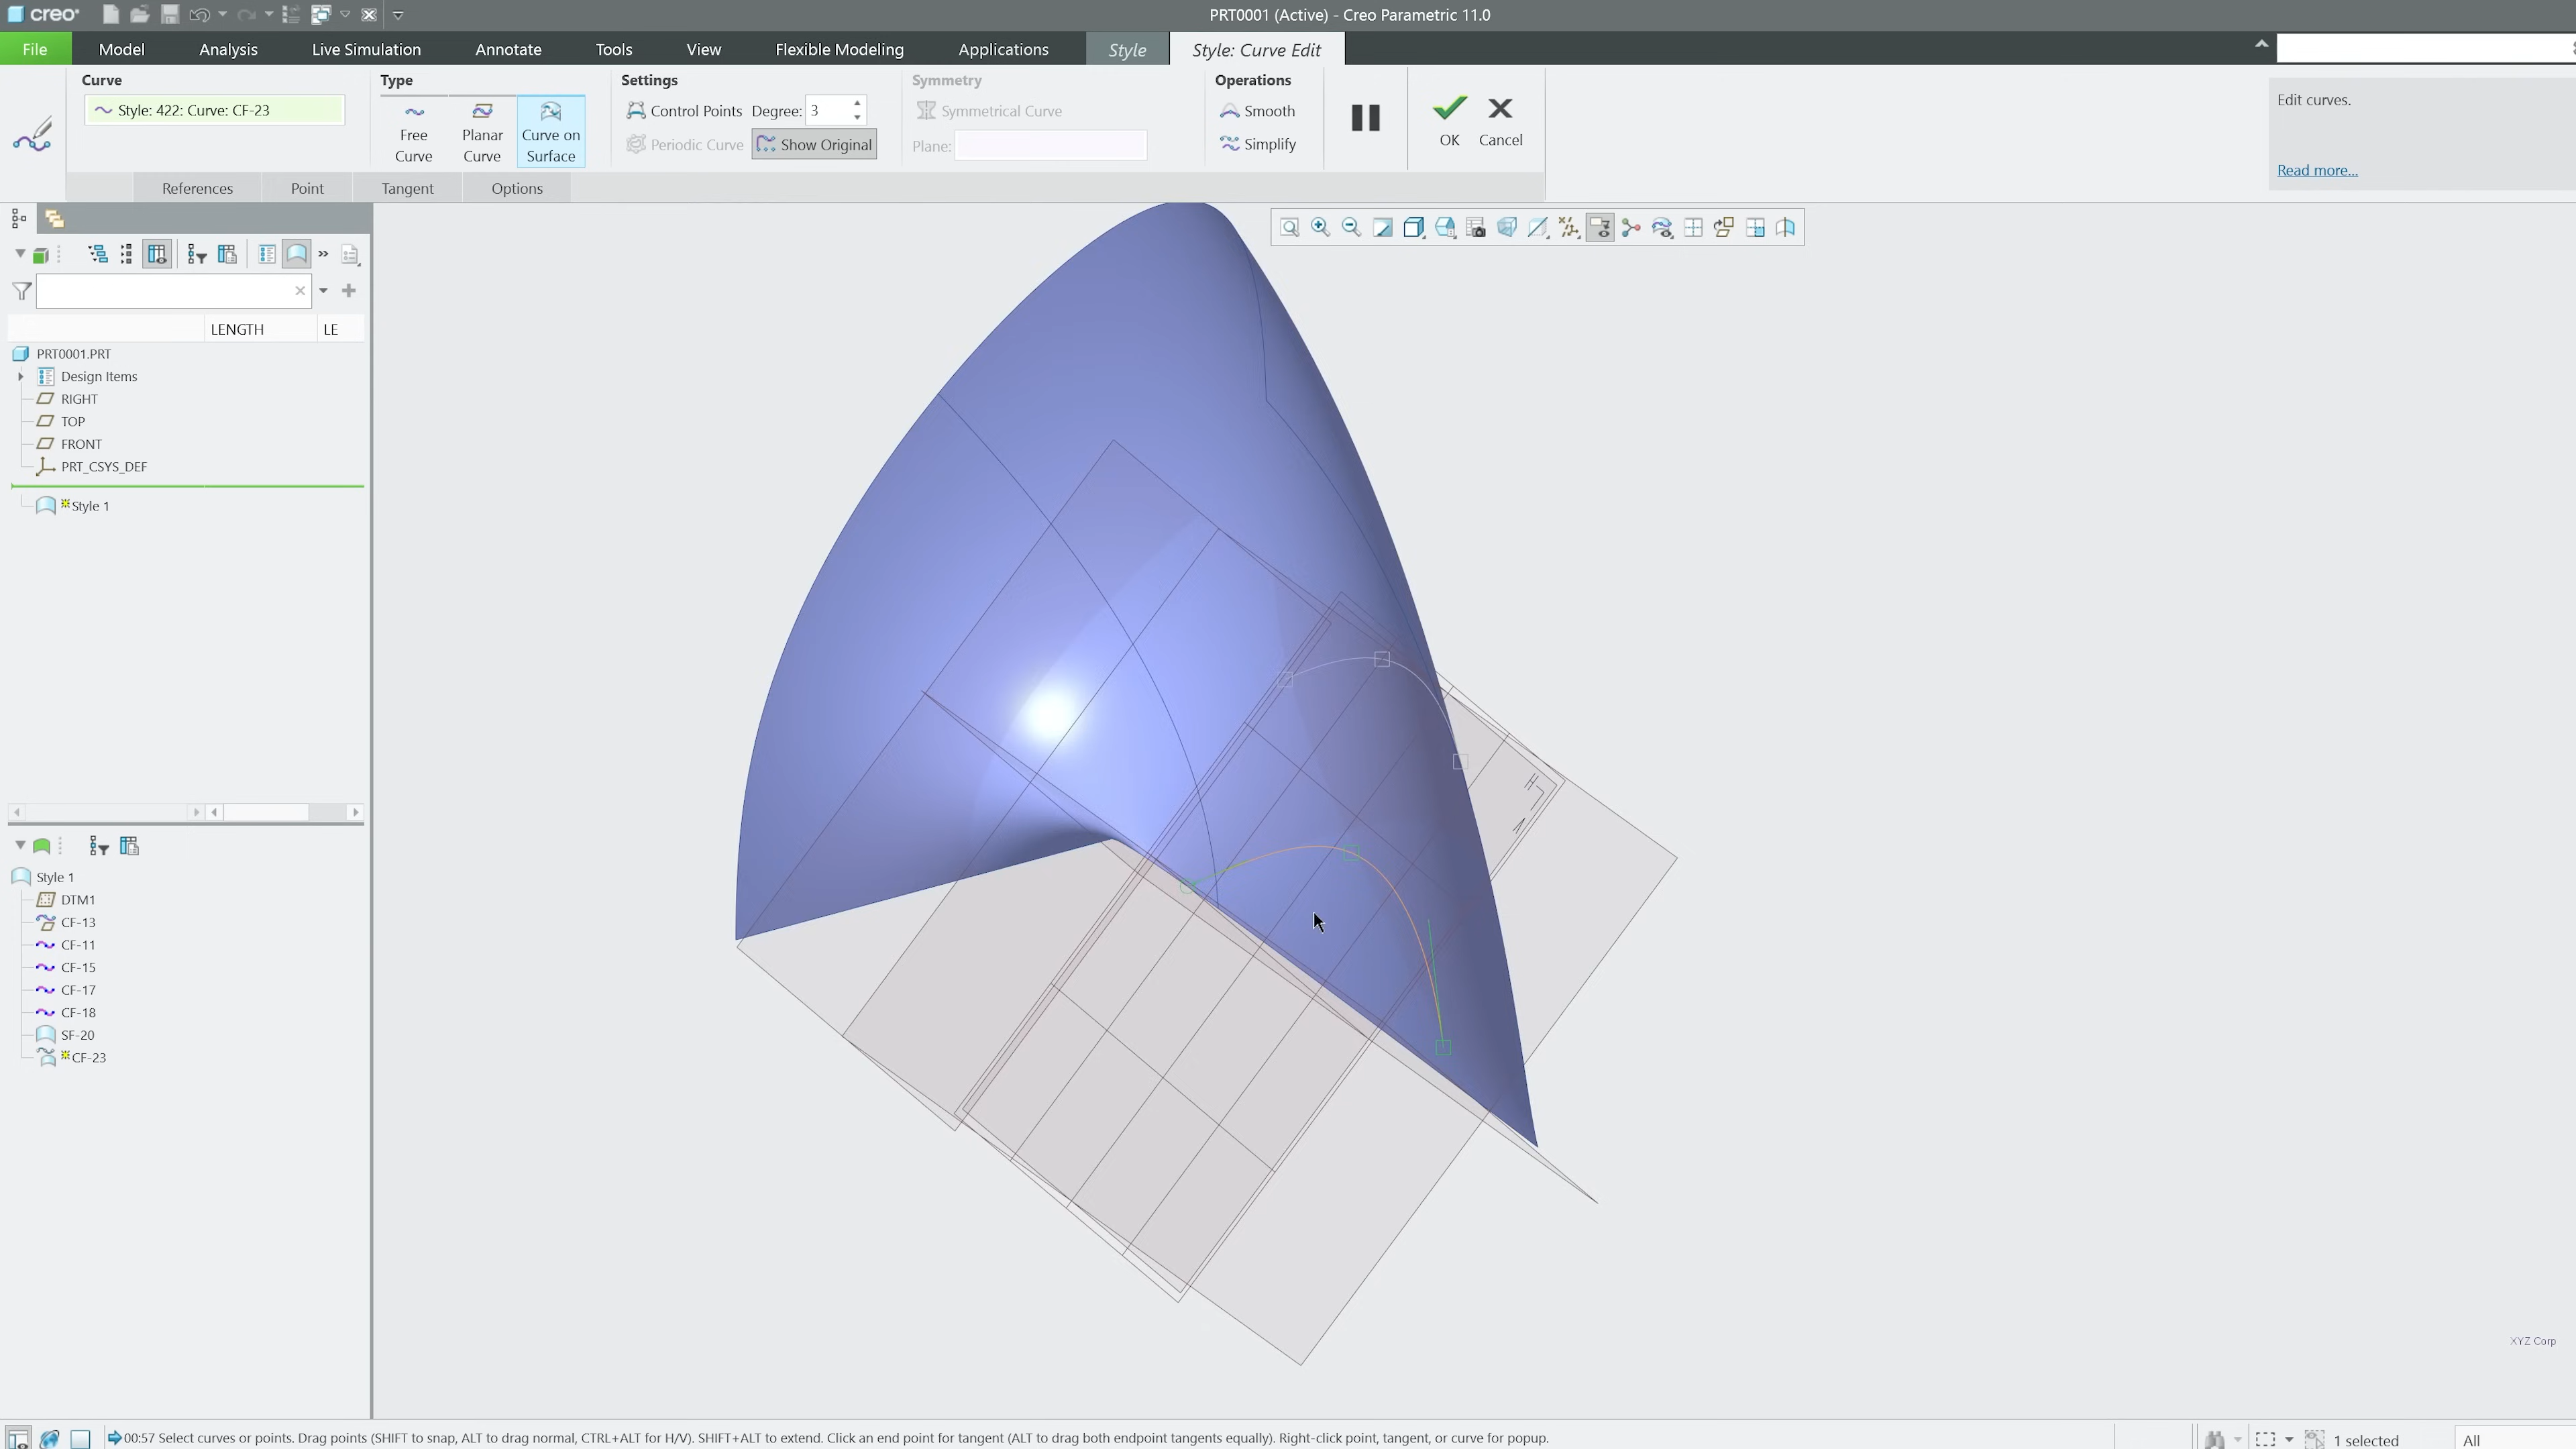 creo
PRT0001 (Active) - Creo Parametric 11.0
File Model Analysis Live Simulation Annotate Tools View Flexible Modeling Applications Style Style: Curve Edit
Curve Type Settings Symmetry Operations
Style: 422: Curve: CF-23
Free Curve
Planar Curve
Curve on Surface
Control Points Degree: 3
Periodic Curve Show Original
Symmetrical Curve
Plane:
Smooth
Simplify
OK Cancel
Edit curves.
Read more...
References Point Tangent Options
LENGTH LE
PRT0001.PRT
Design Items
RIGHT
TOP
FRONT
PRT_CSYS_DEF
Style 1
Style 1
DTM1
CF-13
CF-11
CF-15
CF-17
CF-18
SF-20
CF-23
H
V
XYZ Corp
00:57 Select curves or points. Drag points (SHIFT to snap, ALT to drag normal, CTRL+ALT for H/V). SHIFT+ALT to extend. Click an end point for tangent (ALT to drag both endpoint tangents equally). Right-click point, tangent, or curve for popup.
1 selected
All